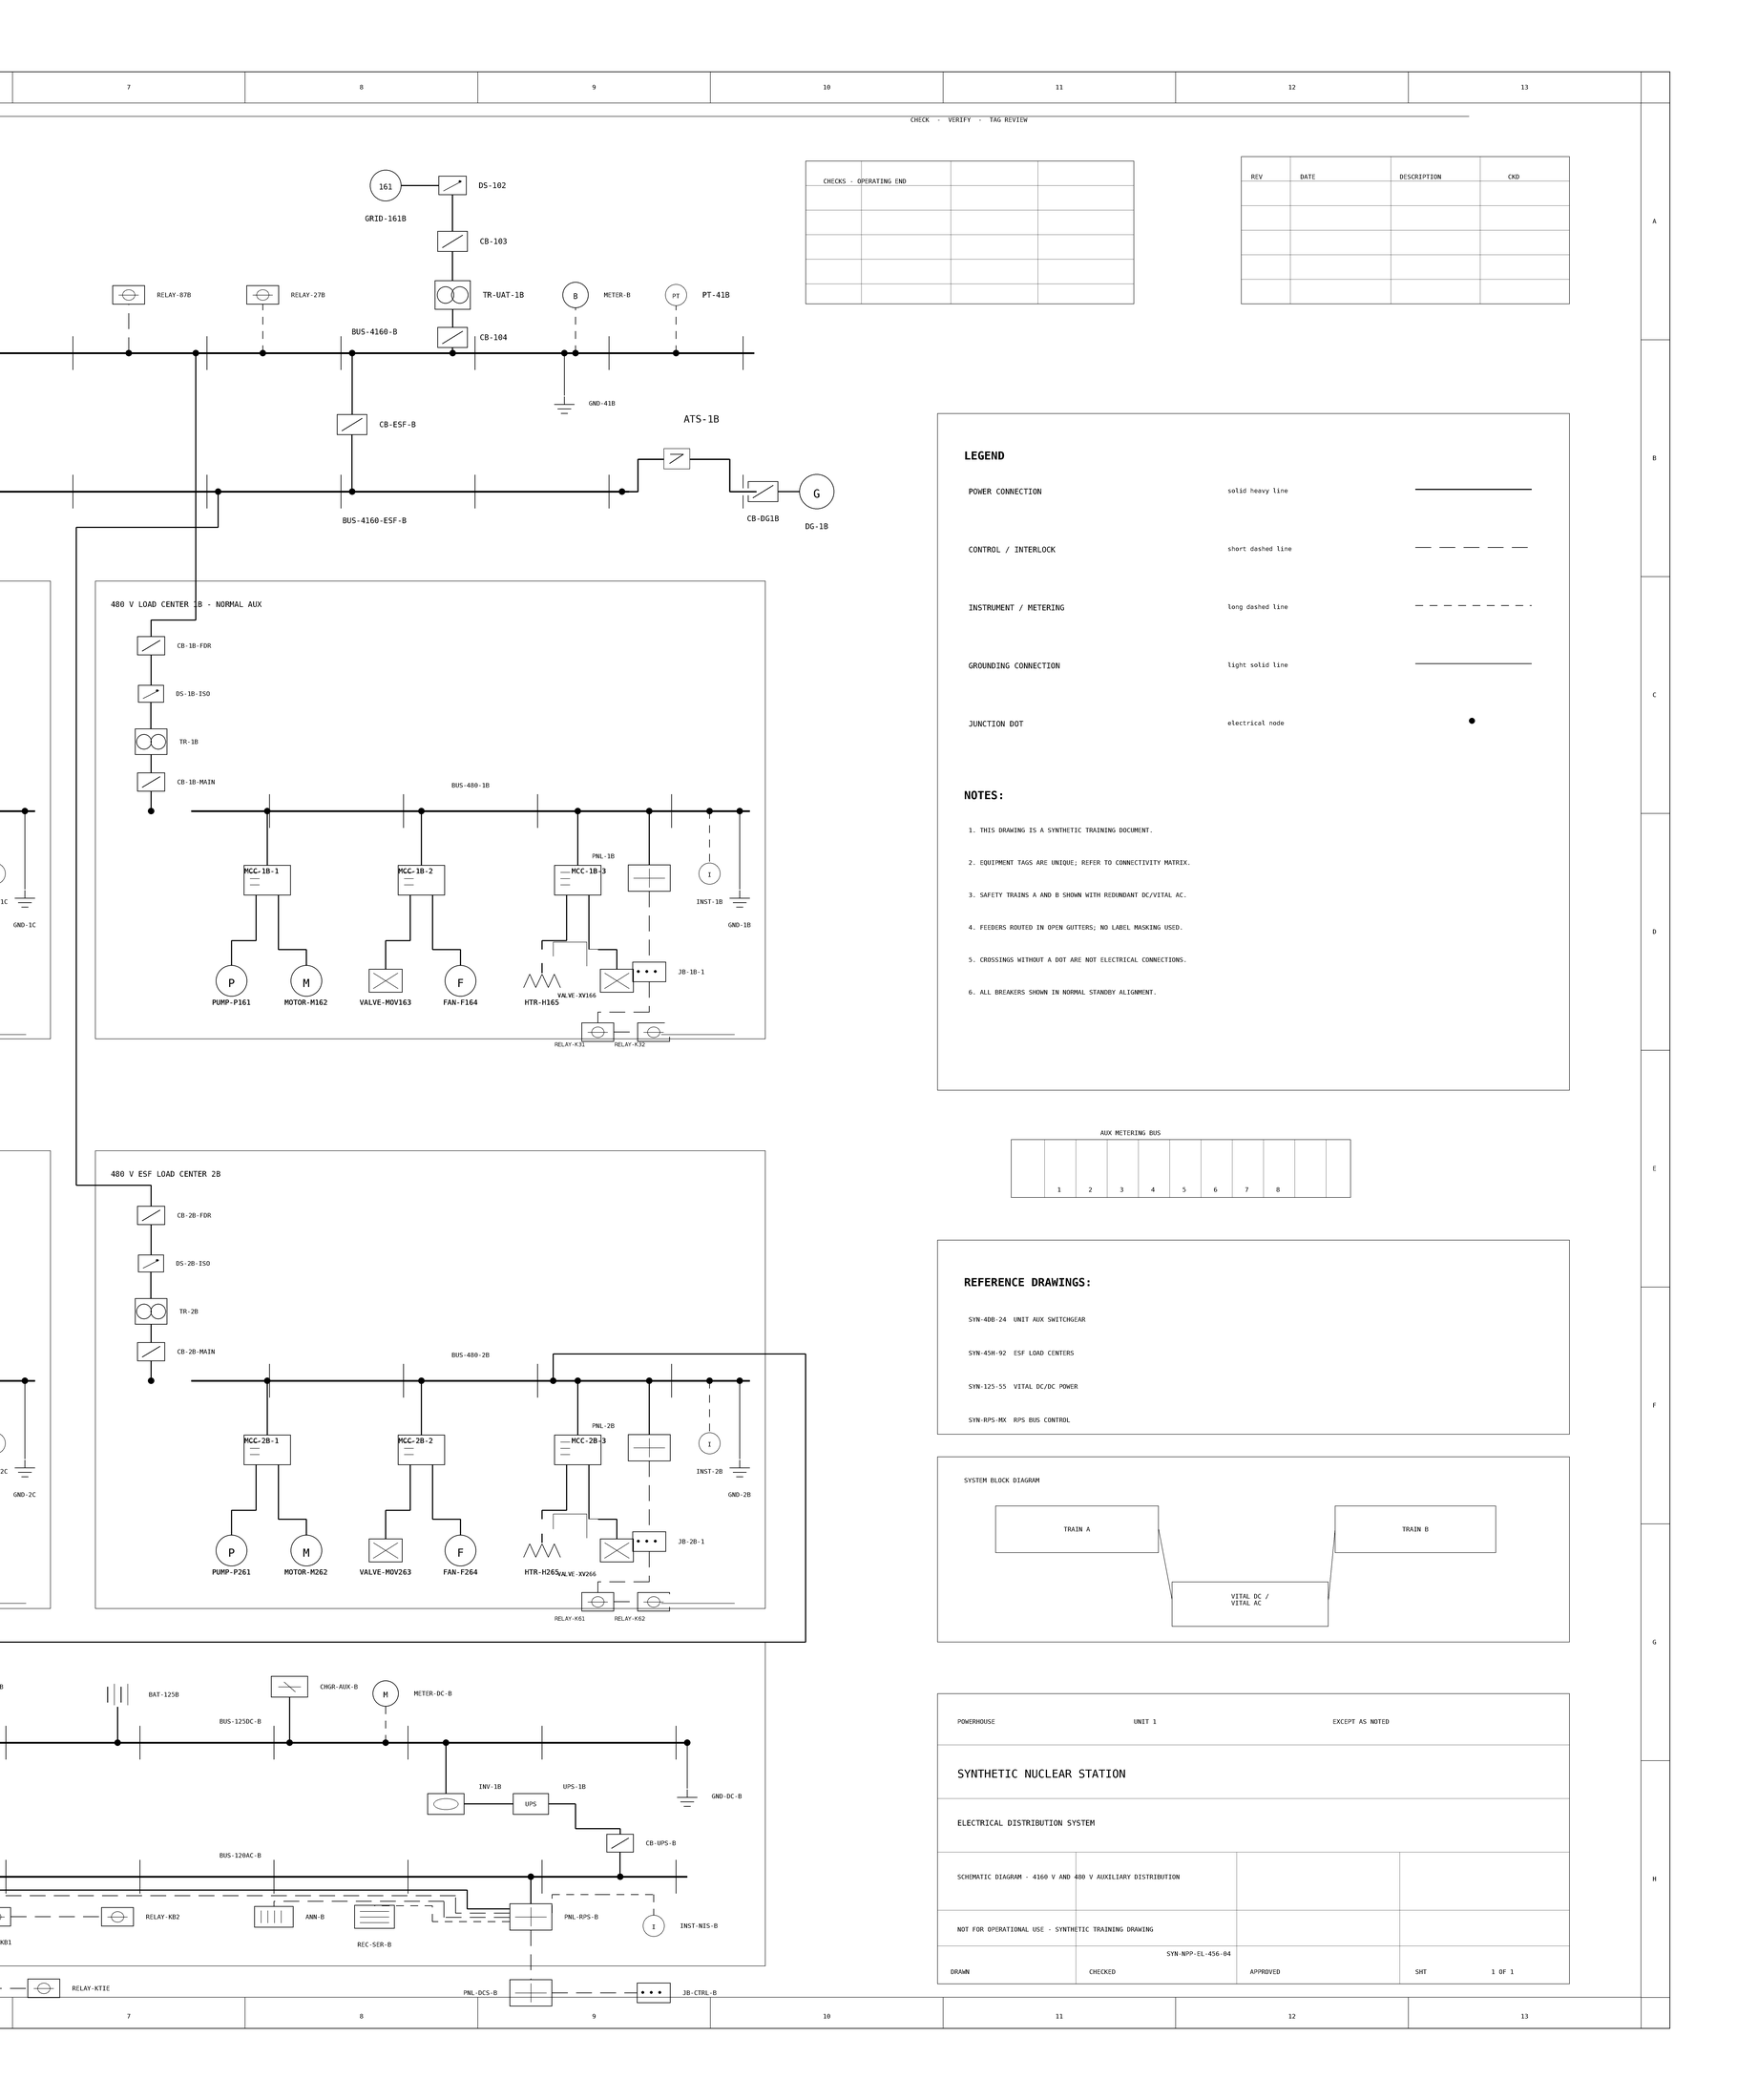 7 8 9 10 11 12 13
CHECK - VERIFY - TAG REVIEW
CHECKS - OPERATING END
REV DATE DESCRIPTION CKD
161
DS-102
GRID-161B
CB-103
RELAY-87B
RELAY-27B
TR-UAT-1B
B
METER-B
PT
PT-41B
BUS-4160-B
CB-104
GND-41B
CB-ESF-B
ATS-1B
G
CB-DG1B
DG-1B
BUS-4160-ESF-B
A
B
C
D
E
F
G
H
LEGEND
POWER CONNECTION solid heavy line
CONTROL / INTERLOCK short dashed line
INSTRUMENT / METERING long dashed line
GROUNDING CONNECTION light solid line
JUNCTION DOT electrical node
NOTES:
1. THIS DRAWING IS A SYNTHETIC TRAINING DOCUMENT.
2. EQUIPMENT TAGS ARE UNIQUE; REFER TO CONNECTIVITY MATRIX.
3. SAFETY TRAINS A AND B SHOWN WITH REDUNDANT DC/VITAL AC.
4. FEEDERS ROUTED IN OPEN GUTTERS; NO LABEL MASKING USED.
5. CROSSINGS WITHOUT A DOT ARE NOT ELECTRICAL CONNECTIONS.
6. ALL BREAKERS SHOWN IN NORMAL STANDBY ALIGNMENT.
480 V LOAD CENTER 1B - NORMAL AUX
CB-1B-FDR
DS-1B-ISO
TR-1B
CB-1B-MAIN
BUS-480-1B
PNL-1B
MCC-1B-1
MCC-1B-2
MCC-1B-3
I
1C
INST-1B
GND-1C
GND-1B
P
M
F
JB-1B-1
VALVE-XV166
PUMP-P161
MOTOR-M162
VALVE-MOV163
FAN-F164
HTR-H165
RELAY-K31
RELAY-K32
AUX METERING BUS
1 2 3 4 5 6 7 8
480 V ESF LOAD CENTER 2B
CB-2B-FDR
DS-2B-ISO
TR-2B
CB-2B-MAIN
BUS-480-2B
PNL-2B
MCC-2B-1
MCC-2B-2
MCC-2B-3
I
2C
INST-2B
GND-2C
GND-2B
P
M
F
JB-2B-1
VALVE-XV266
PUMP-P261
MOTOR-M262
VALVE-MOV263
FAN-F264
HTR-H265
RELAY-K61
RELAY-K62
REFERENCE DRAWINGS:
SYN-4DB-24 UNIT AUX SWITCHGEAR
SYN-45H-92 ESF LOAD CENTERS
SYN-125-55 VITAL DC/DC POWER
SYN-RPS-MX RPS BUS CONTROL
SYSTEM BLOCK DIAGRAM
TRAIN A
TRAIN B
VITAL DC /
VITAL AC
B
BAT-125B
CHGR-AUX-B
M
METER-DC-B
BUS-125DC-B
INV-1B
UPS
UPS-1B
GND-DC-B
CB-UPS-B
BUS-120AC-B
KB1
RELAY-KB2
ANN-B
REC-SER-B
PNL-RPS-B
I
INST-NIS-B
RELAY-KTIE
PNL-DCS-B
JB-CTRL-B
POWERHOUSE UNIT 1 EXCEPT AS NOTED
SYNTHETIC NUCLEAR STATION
ELECTRICAL DISTRIBUTION SYSTEM
SCHEMATIC DIAGRAM - 4160 V AND 480 V AUXILIARY DISTRIBUTION
NOT FOR OPERATIONAL USE - SYNTHETIC TRAINING DRAWING
SYN-NPP-EL-456-04
DRAWN CHECKED APPROVED SHT 1 OF 1
7 8 9 10 11 12 13